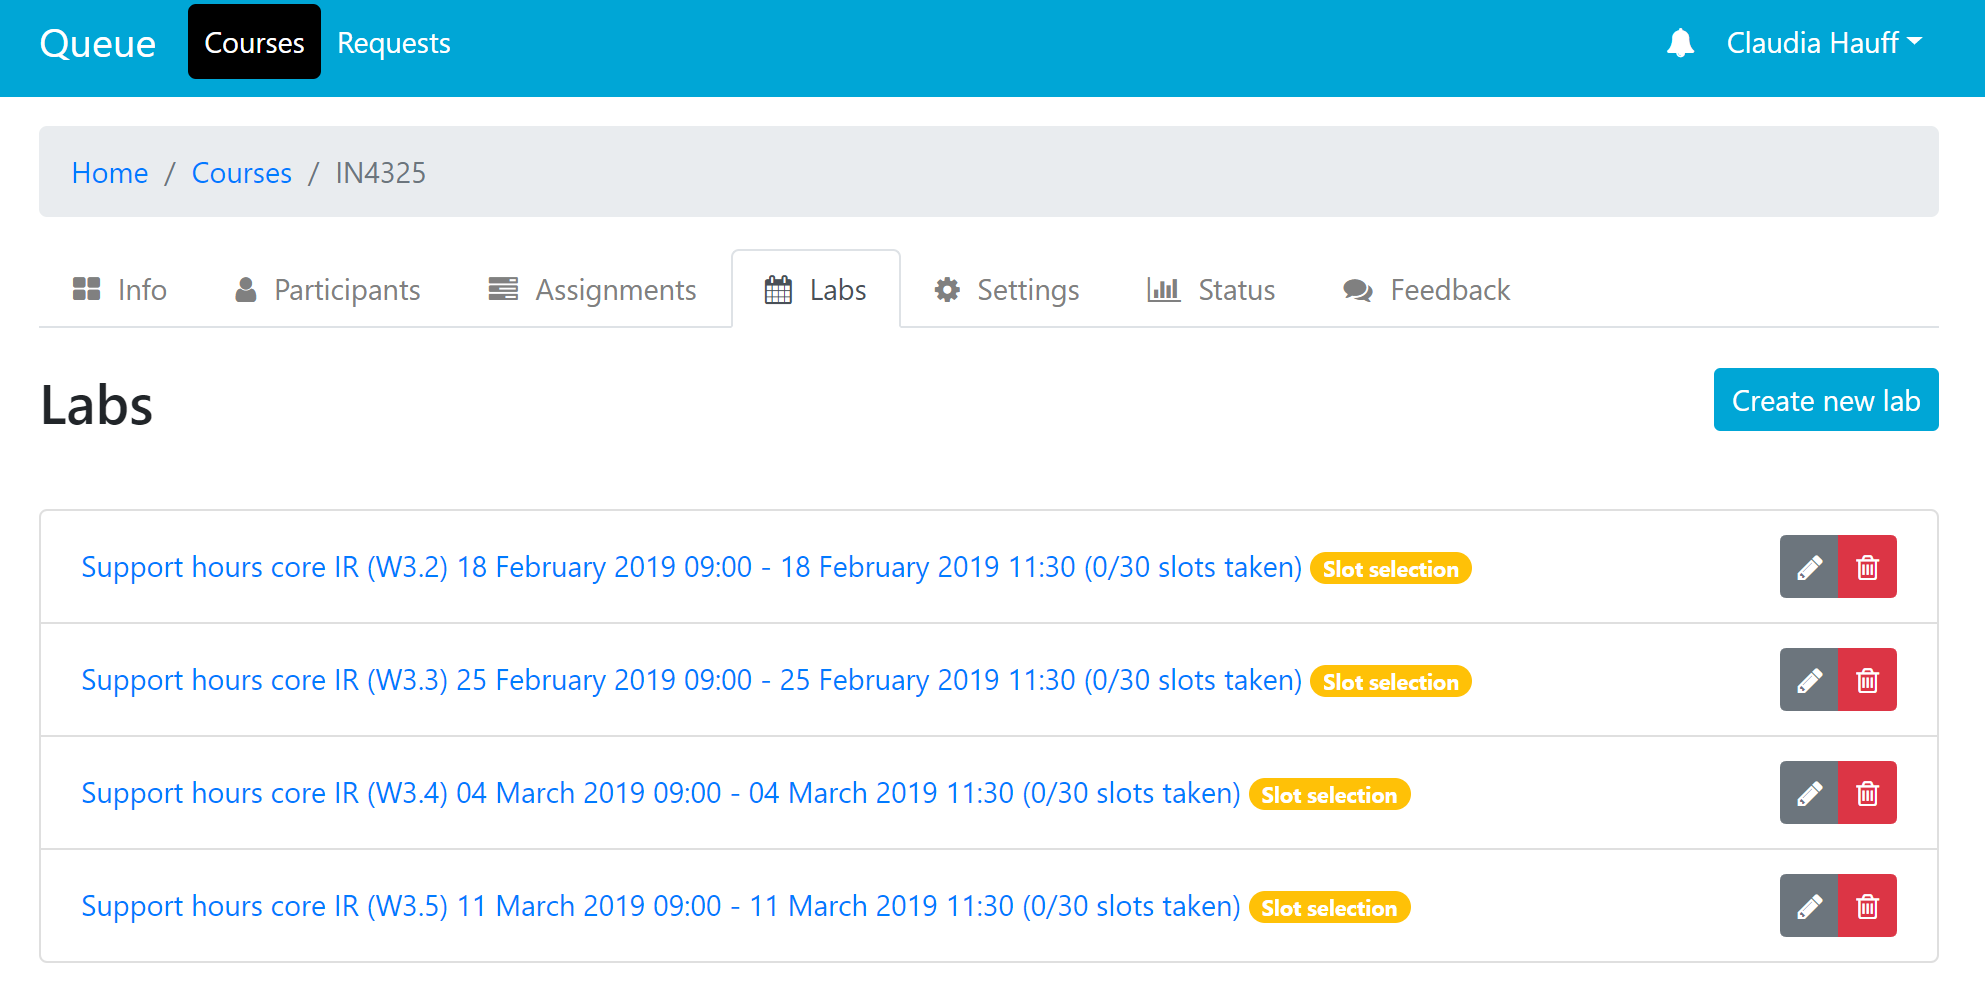 Queue Courses Requests Claudia Hauff
Home / Courses / IN4325
Info Participants Assignments Labs Settings Status Feedback
Labs Create new lab
Support hours core IR (W3.2) 18 February 2019 09:00 - 18 February 2019 11:30 (0/30 slots taken) Slot selection
Support hours core IR (W3.3) 25 February 2019 09:00 - 25 February 2019 11:30 (0/30 slots taken) Slot selection
Support hours core IR (W3.4) 04 March 2019 09:00 - 04 March 2019 11:30 (0/30 slots taken) Slot selection
Support hours core IR (W3.5) 11 March 2019 09:00 - 11 March 2019 11:30 (0/30 slots taken) Slot selection